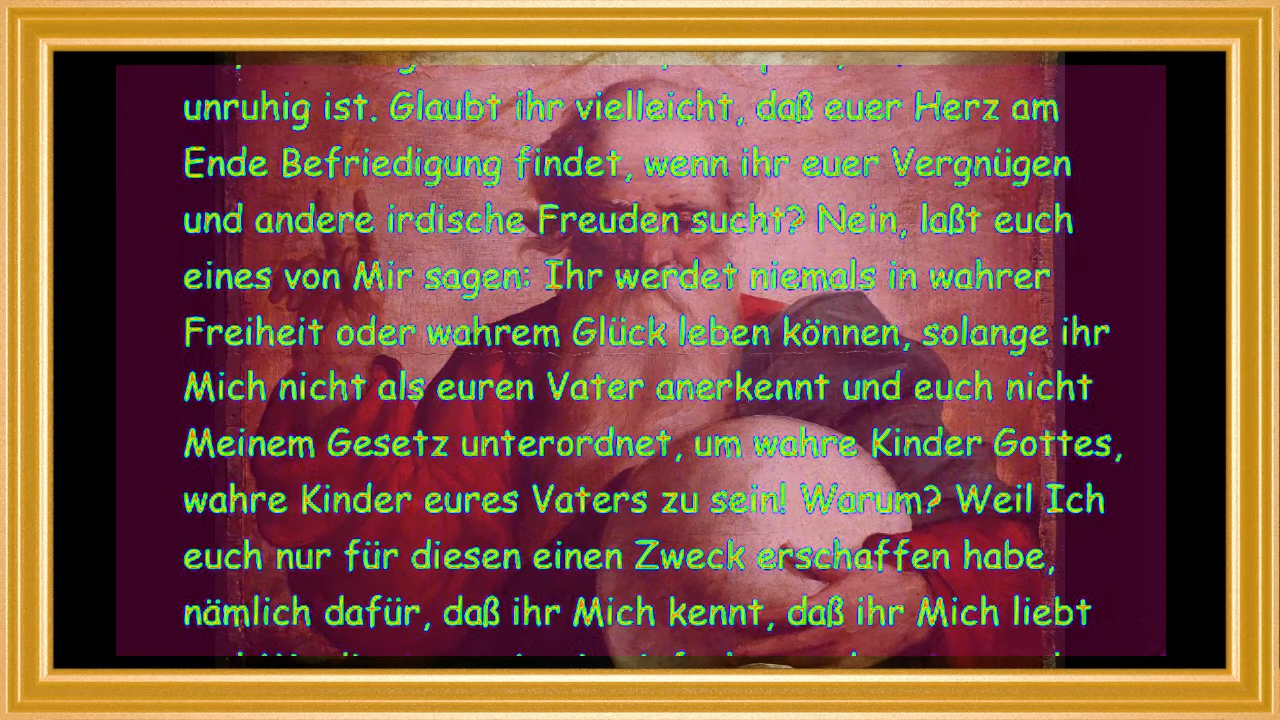 unruhig ist. Glaubt ihr vielleicht, daß euer Herz am
Ende Befriedigung findet, wenn ihr euer Vergnügen
und andere irdische Freuden sucht? Nein, laßt euch
eines von Mir sagen: Ihr werdet niemals in wahrer
Freiheit oder wahrem Glück leben können, solange ihr
Mich nicht als euren Vater anerkennt und euch nicht
Meinem Gesetz unterordnet, um wahre Kinder Gottes,
wahre Kinder eures Vaters zu sein! Warum? Weil Ich
euch nur für diesen einen Zweck erschaffen habe,
nämlich dafür, daß ihr Mich kennt, daß ihr Mich liebt